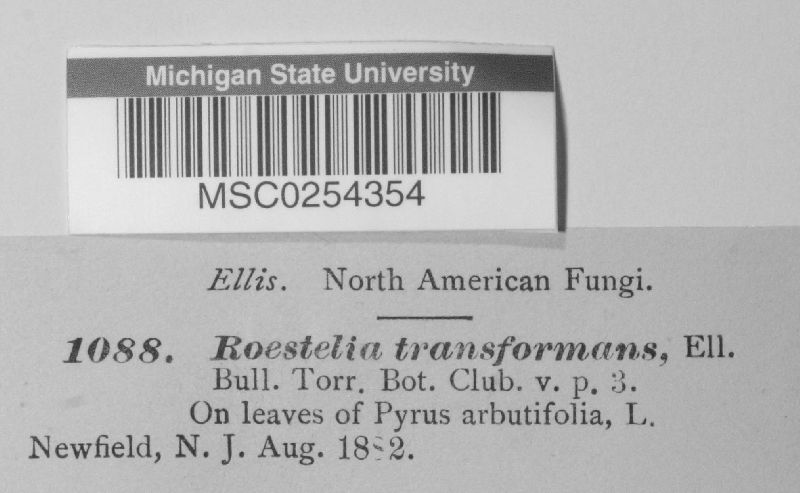 Michigan State University
MSC0254354
Ellis. North American Fungi.
1088. Roestelia transformans, Ell.
Bull. Torr. Bot. Club. v. p. 3.
On leaves of Pyrus arbutifolia, L.
Newfield, N. J. Aug. 1882.